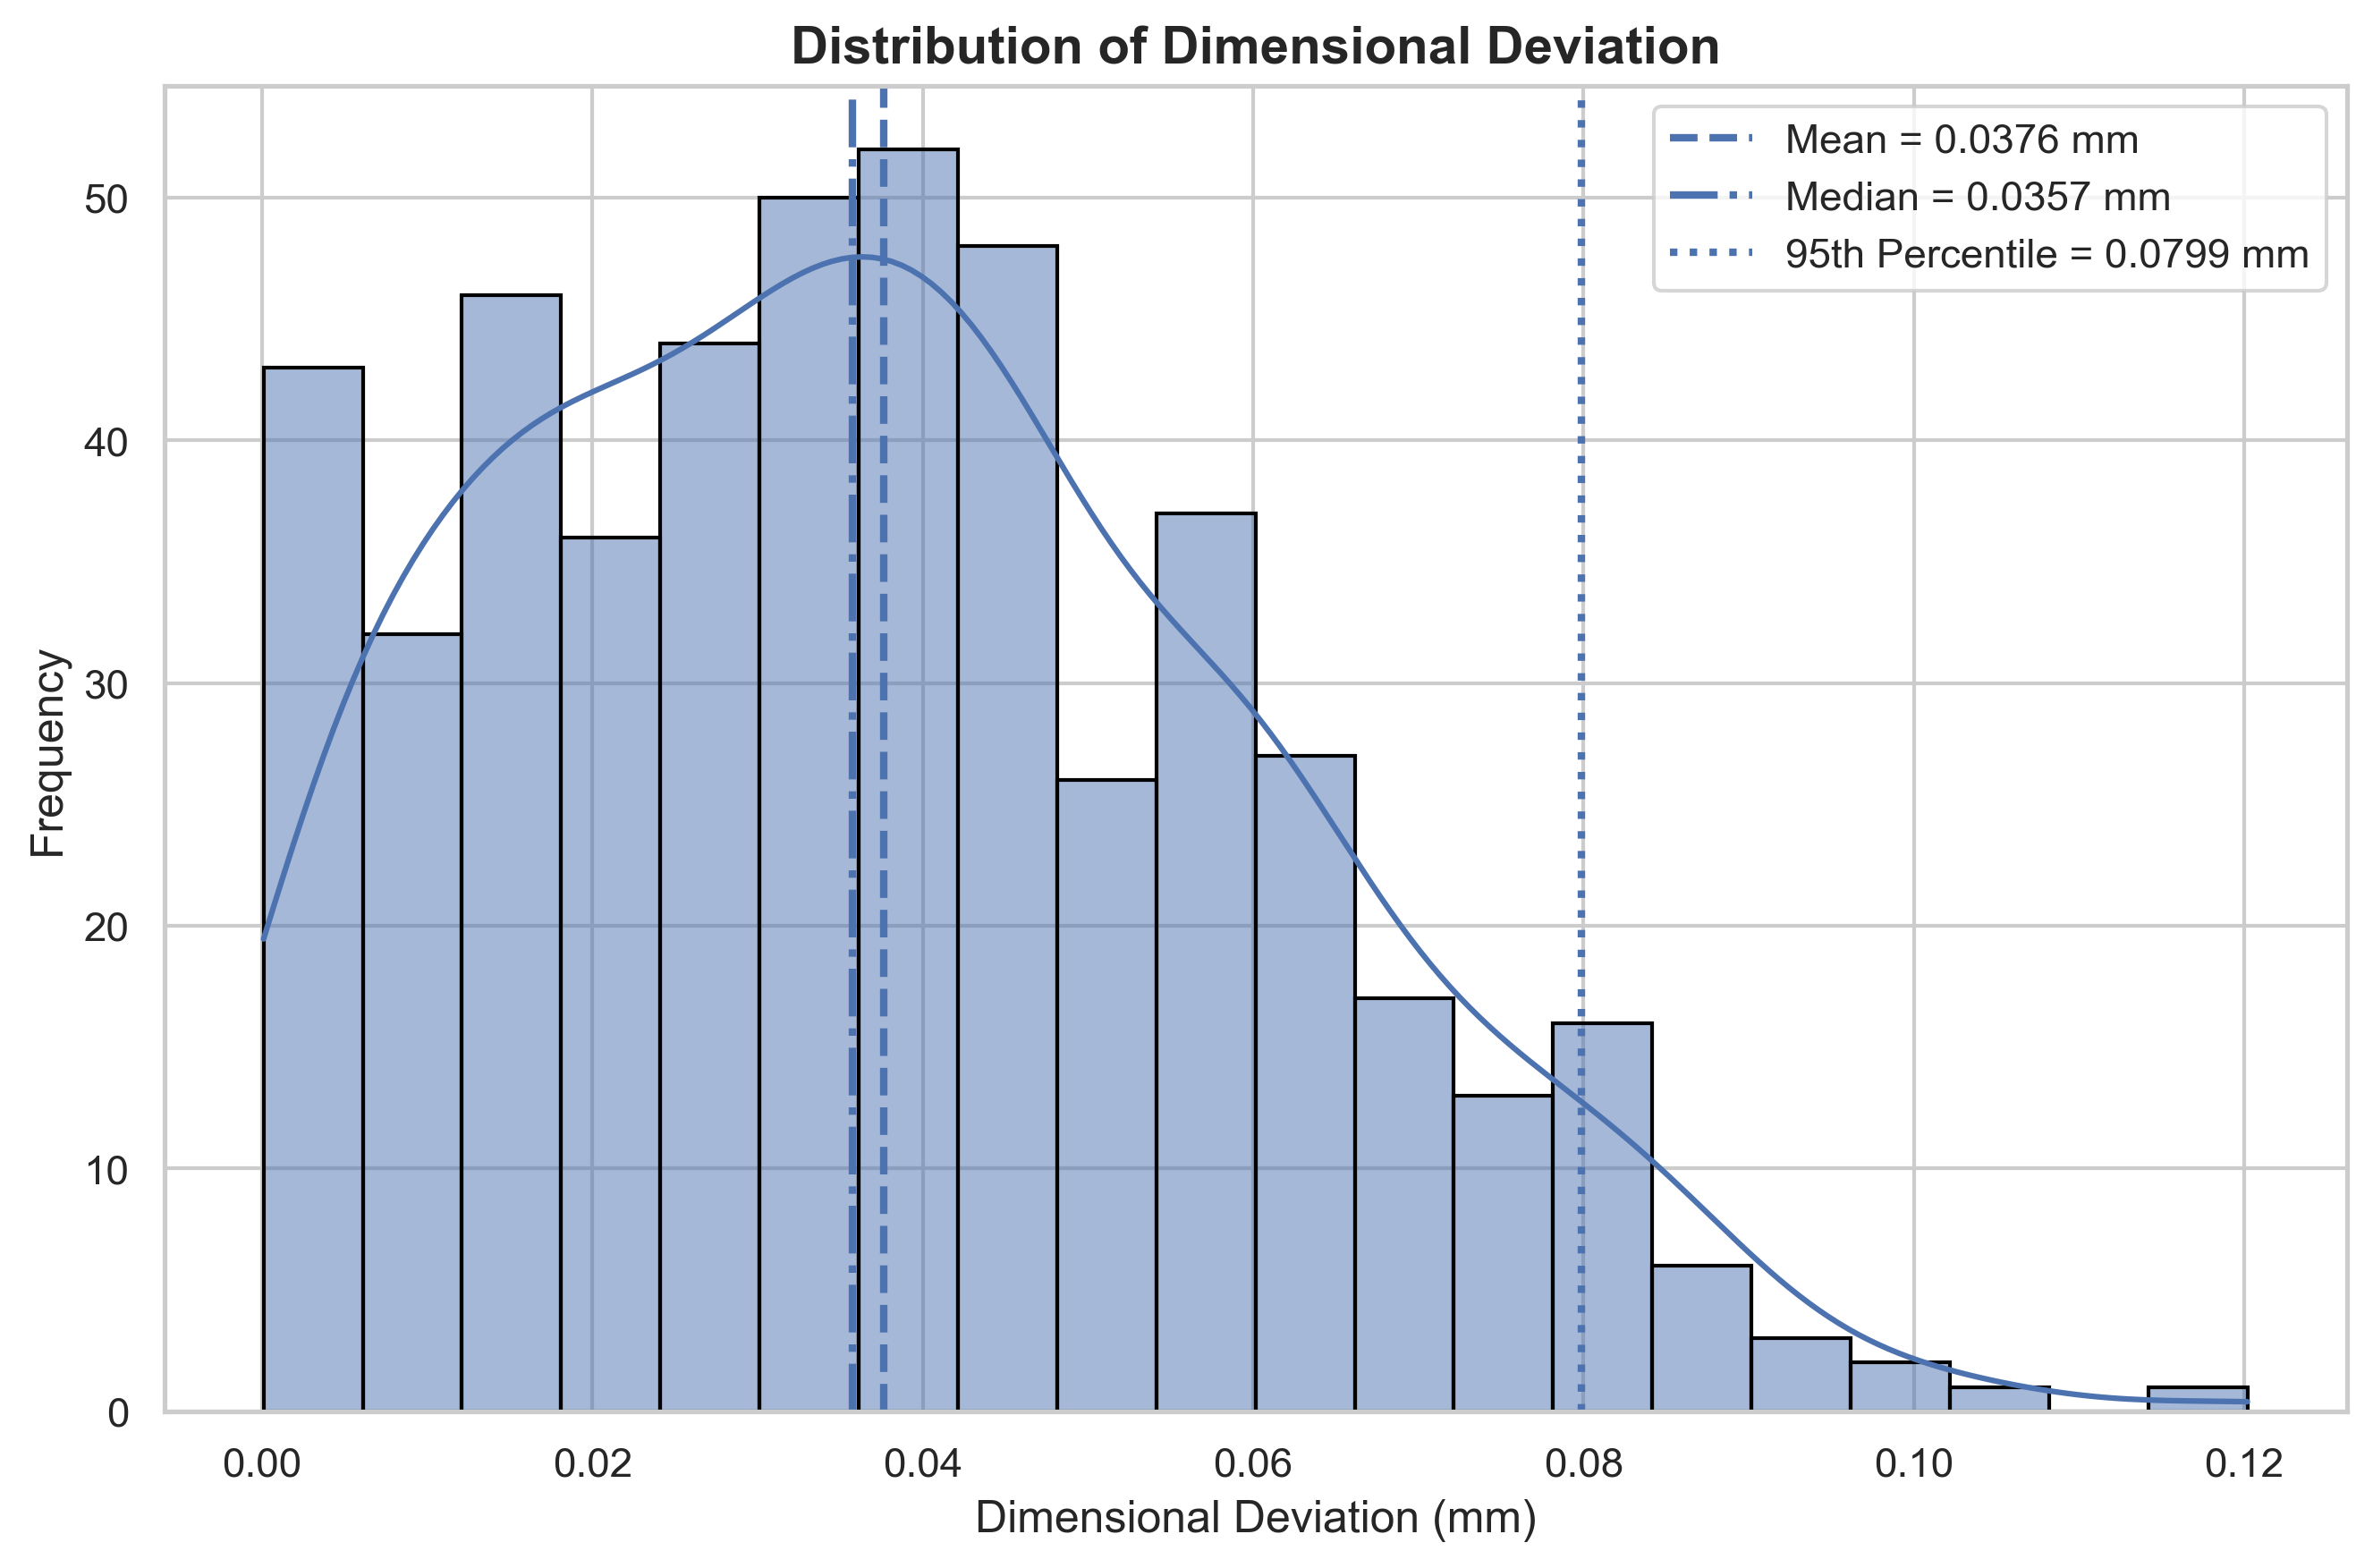 Distribution of Dimensional Deviation
Mean = 0.0376 mm
Median = 0.0357 mm
95th Percentile = 0.0799 mm
Frequency
50
40
30
20
10
0
0.00 0.02 0.04 0.06 0.08 0.10 0.12
Dimensional Deviation (mm)